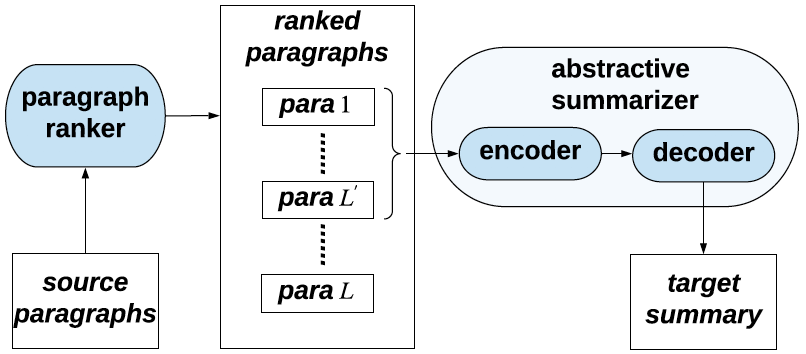 ranked
paragraphs
paragraph
ranker
para 1
para L′
para L
source
paragraphs
abstractive
summarizer
encoder
decoder
target
summary